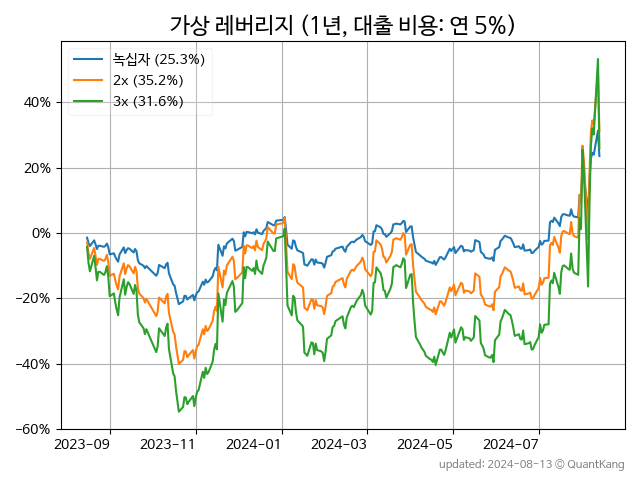 가상 레버리지 (1년, 대출 비용: 연 5%)
녹십자 (25.3%)
2x (35.2%)
3x (31.6%)
40%
20%
0%
−20%
−40%
−60%
2023-09 2023-11 2024-01 2024-03 2024-05 2024-07
updated: 2024-08-13 © QuantKang